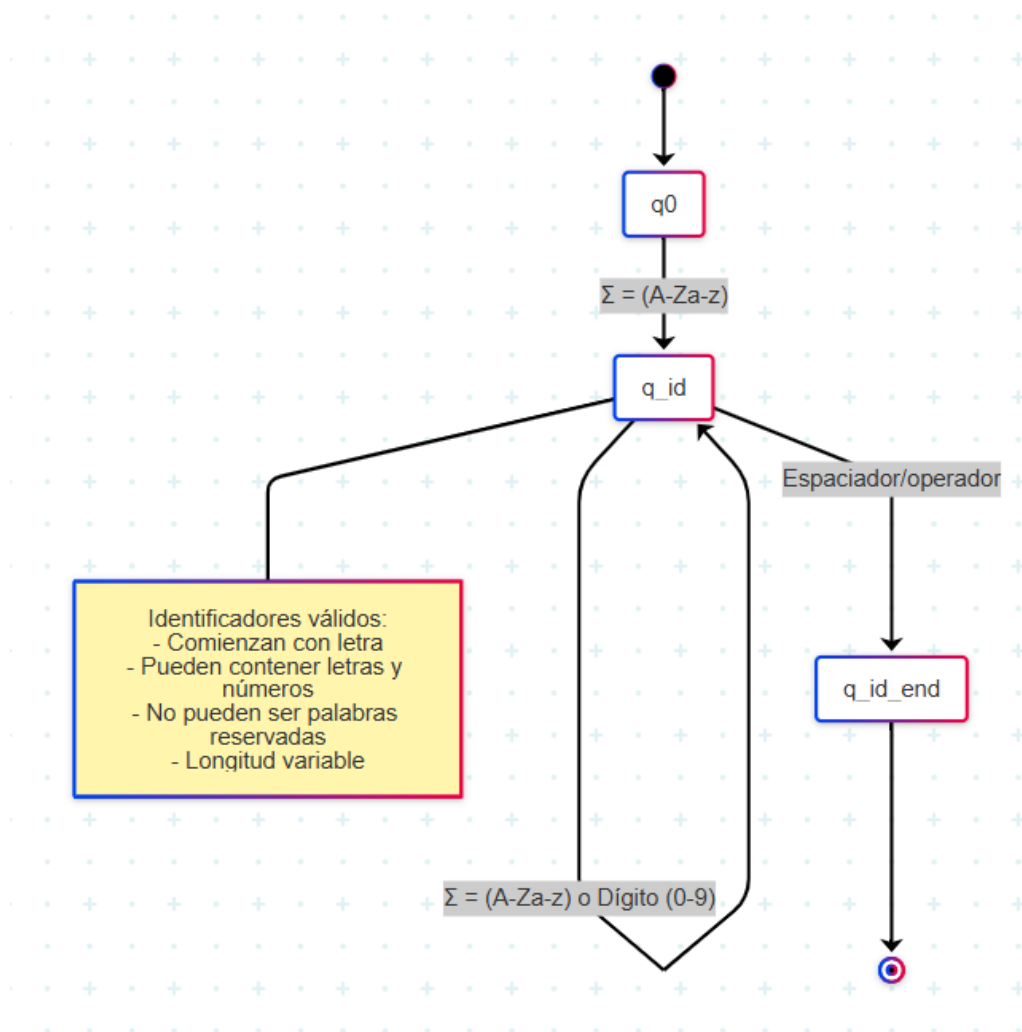 q0
Σ = (A-Za-z)
q_id
Espaciador/operador
Identificadores válidos:
- Comienzan con letra
- Pueden contener letras y
números
- No pueden ser palabras
reservadas
- Longitud variable
q_id_end
Σ = (A-Za-z) o Dígito (0-9)